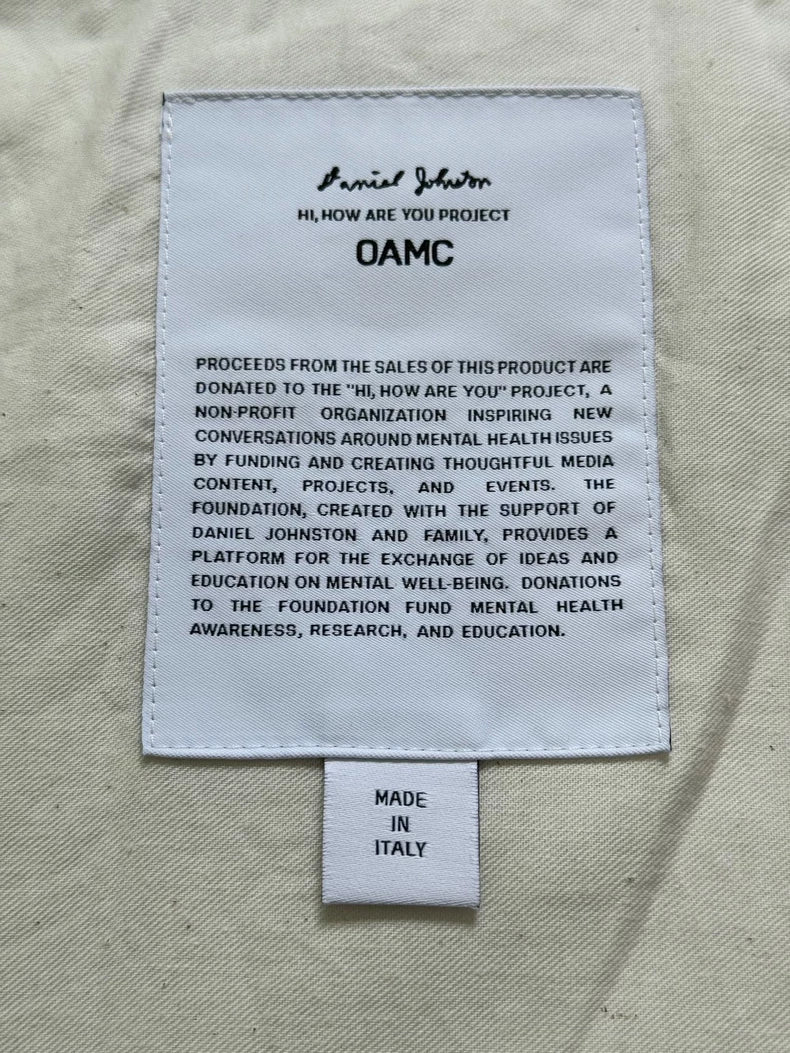 Daniel Johnston
HI, HOW ARE YOU PROJECT
OAMC
PROCEEDS FROM THE SALES OF THIS PRODUCT ARE
DONATED TO THE "HI, HOW ARE YOU" PROJECT, A
NON-PROFIT ORGANIZATION INSPIRING NEW
CONVERSATIONS AROUND MENTAL HEALTH ISSUES
BY FUNDING AND CREATING THOUGHTFUL MEDIA
CONTENT, PROJECTS, AND EVENTS. THE
FOUNDATION, CREATED WITH THE SUPPORT OF
DANIEL JOHNSTON AND FAMILY, PROVIDES A
PLATFORM FOR THE EXCHANGE OF IDEAS AND
EDUCATION ON MENTAL WELL-BEING. DONATIONS
TO THE FOUNDATION FUND MENTAL HEALTH
AWARENESS, RESEARCH, AND EDUCATION.
MADE
IN
ITALY